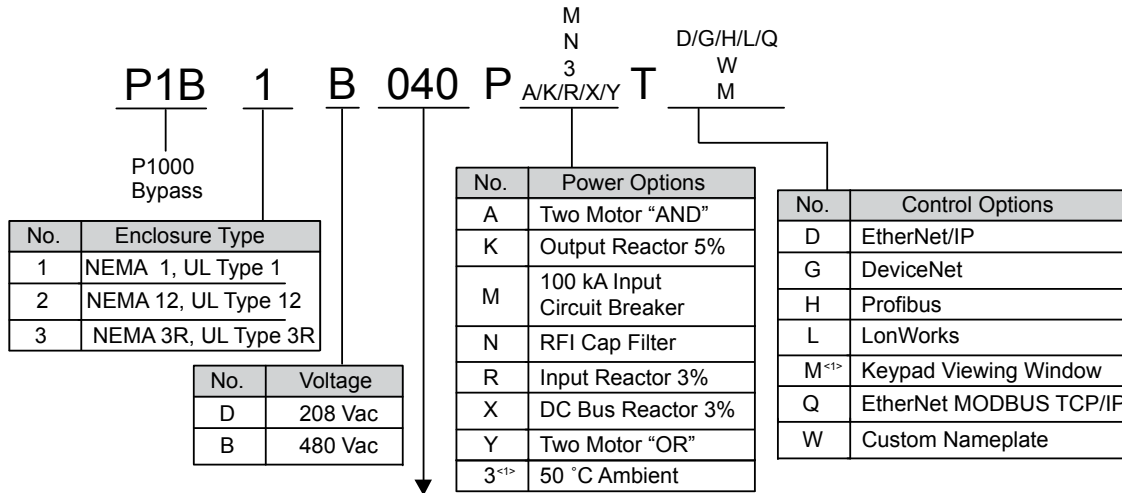 M
N
3
A/K/R/X/Y
D/G/H/L/Q
W
M
P1B 1 B 040 P T
P1000
Bypass
No. Enclosure Type
1 NEMA 1, UL Type 1
2 NEMA 12, UL Type 12
3 NEMA 3R, UL Type 3R
No. Voltage
D 208 Vac
B 480 Vac
No. Power Options
A Two Motor “AND”
K Output Reactor 5%
M 100 kA Input
Circuit Breaker
N RFI Cap Filter
R Input Reactor 3%
X DC Bus Reactor 3%
Y Two Motor “OR”
3<1> 50 ˚C Ambient
No. Control Options
D EtherNet/IP
G DeviceNet
H Profibus
L LonWorks
M<1> Keypad Viewing Window
Q EtherNet MODBUS TCP/IP
W Custom Nameplate